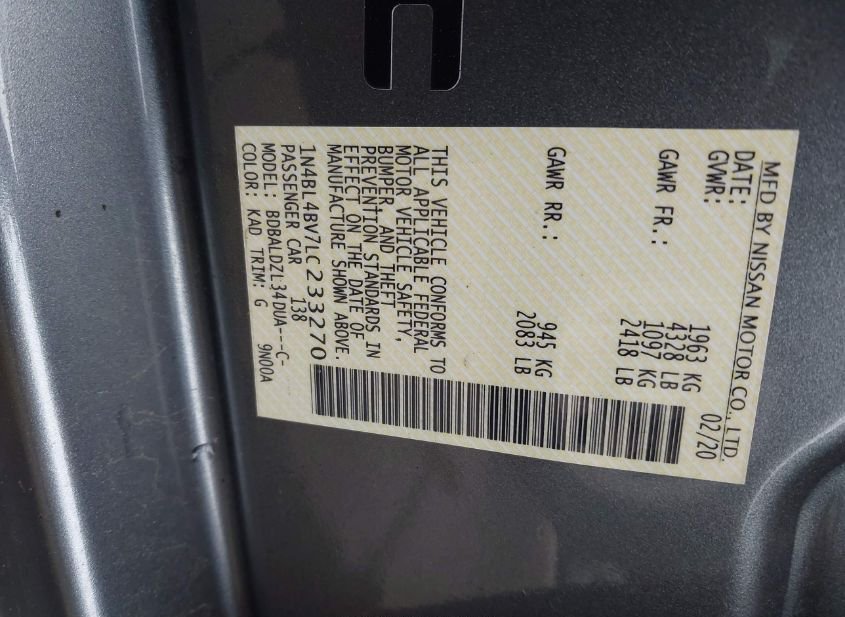 MFD BY NISSAN MOTOR CO., LTD.
DATE: 02/20
GVWR: 1963 KG
4328 LB
GAWR FR.: 1097 KG
2418 LB
GAWR RR.: 945 KG
2083 LB
THIS VEHICLE CONFORMS TO
ALL APPLICABLE FEDERAL
MOTOR VEHICLE SAFETY,
BUMPER, AND THEFT
PREVENTION STANDARDS IN
EFFECT ON THE DATE OF
MANUFACTURE SHOWN ABOVE.
1N4BL4BV7LC233270
PASSENGER CAR 138
MODEL: BDBALDZL34DUA---C-
COLOR: KAD TRIM: G 9N00A